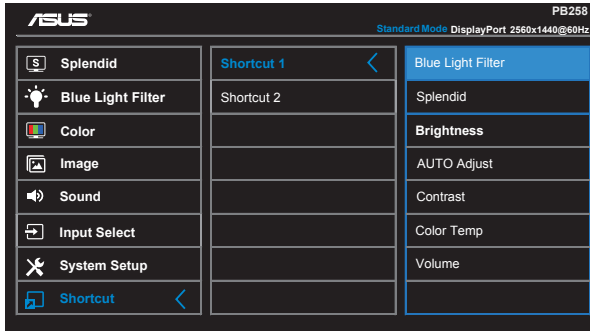 ASUS
PB258
Standard Mode DisplayPort 2560x1440@60Hz
S Splendid
Blue Light Filter
Color
Image
Sound
Input Select
System Setup
Shortcut
Shortcut 1
Shortcut 2
Blue Light Filter
Splendid
Brightness
AUTO Adjust
Contrast
Color Temp
Volume